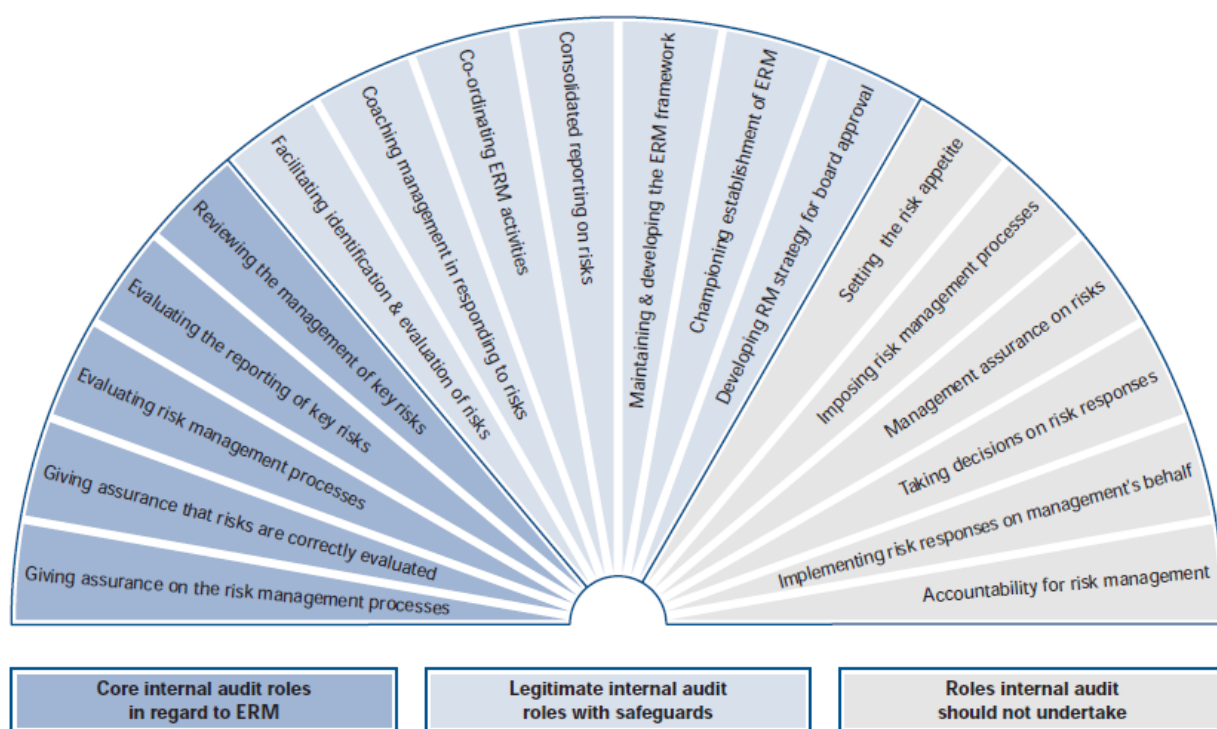 Giving assurance on the risk management processes
Giving assurance that risks are correctly evaluated
Evaluating risk management processes
Evaluating the reporting of key risks
Reviewing the management of key risks
Facilitating identification & evaluation of risks
Coaching management in responding to risks
Co-ordinating ERM activities
Consolidated reporting on risks
Maintaining & developing the ERM framework
Championing establishment of ERM
Developing RM strategy for board approval
Setting the risk appetite
Imposing risk management processes
Management assurance on risks
Taking decisions on risk responses
Implementing risk responses on management's behalf
Accountability for risk management
Core internal audit roles
in regard to ERM
Legitimate internal audit
roles with safeguards
Roles internal audit
should not undertake